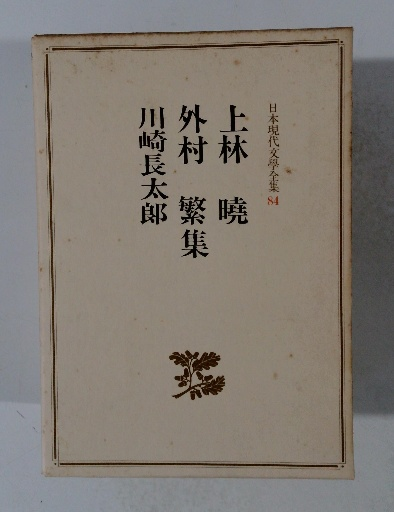 日本現代文學全集 84
上林 曉
外村 繁集
川崎長太郎